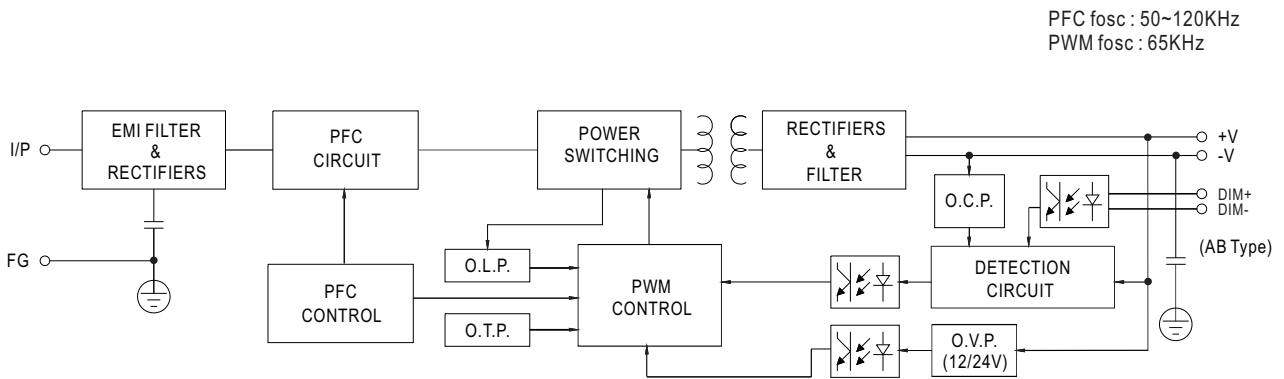 PFC fosc : 50~120KHz
PWM fosc : 65KHz
I/P
EMI FILTER
&
RECTIFIERS
PFC
CIRCUIT
POWER
SWITCHING
RECTIFIERS
&
FILTER
+V
-V
DIM+
DIM-
(AB Type)
O.C.P.
FG
O.L.P.
PFC
CONTROL
PWM
CONTROL
DETECTION
CIRCUIT
O.T.P.
O.V.P.
(12/24V)